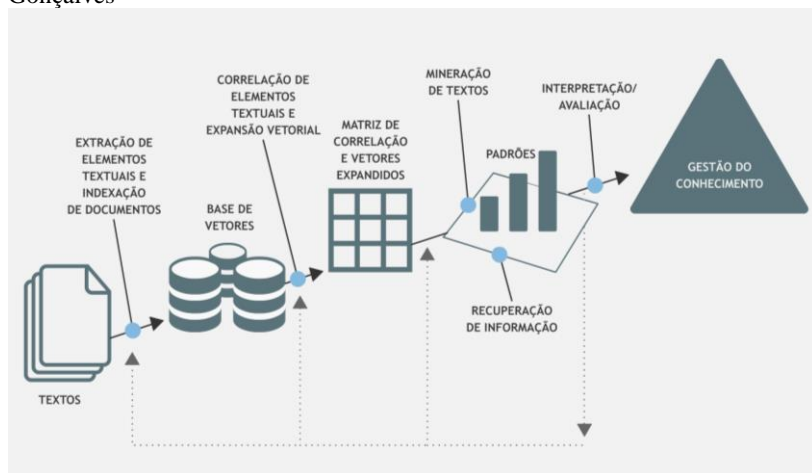 Gonçalves
EXTRAÇÃO DE
ELEMENTOS
TEXTUAIS E
INDEXAÇÃO
DE DOCUMENTOS
TEXTOS
BASE DE
VETORES
CORRELAÇÃO DE
ELEMENTOS
TEXTUAIS E
EXPANSÃO VETORIAL
MATRIZ DE
CORRELAÇÃO
E VETORES
EXPANDIDOS
MINERAÇÃO
DE TEXTOS
PADRÕES
RECUPERAÇÃO
DE INFORMAÇÃO
INTERPRETAÇÃO/
AVALIAÇÃO
GESTÃO DO
CONHECIMENTO